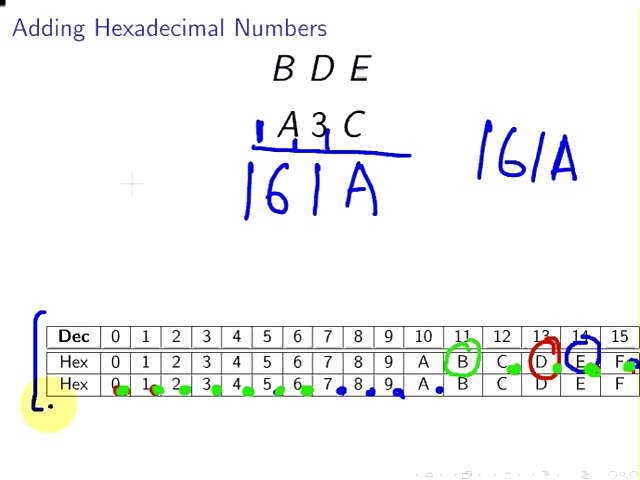 Adding Hexadecimal Numbers
B D E
A 3 C
161A
161A
Dec 0 1 2 3 4 5 6 7 8 9 10 11 12 13 14 15
Hex 0 1 2 3 4 5 6 7 8 9 A B C D E F
Hex 0 1 2 3 4 5 6 7 8 9 A B C D E F